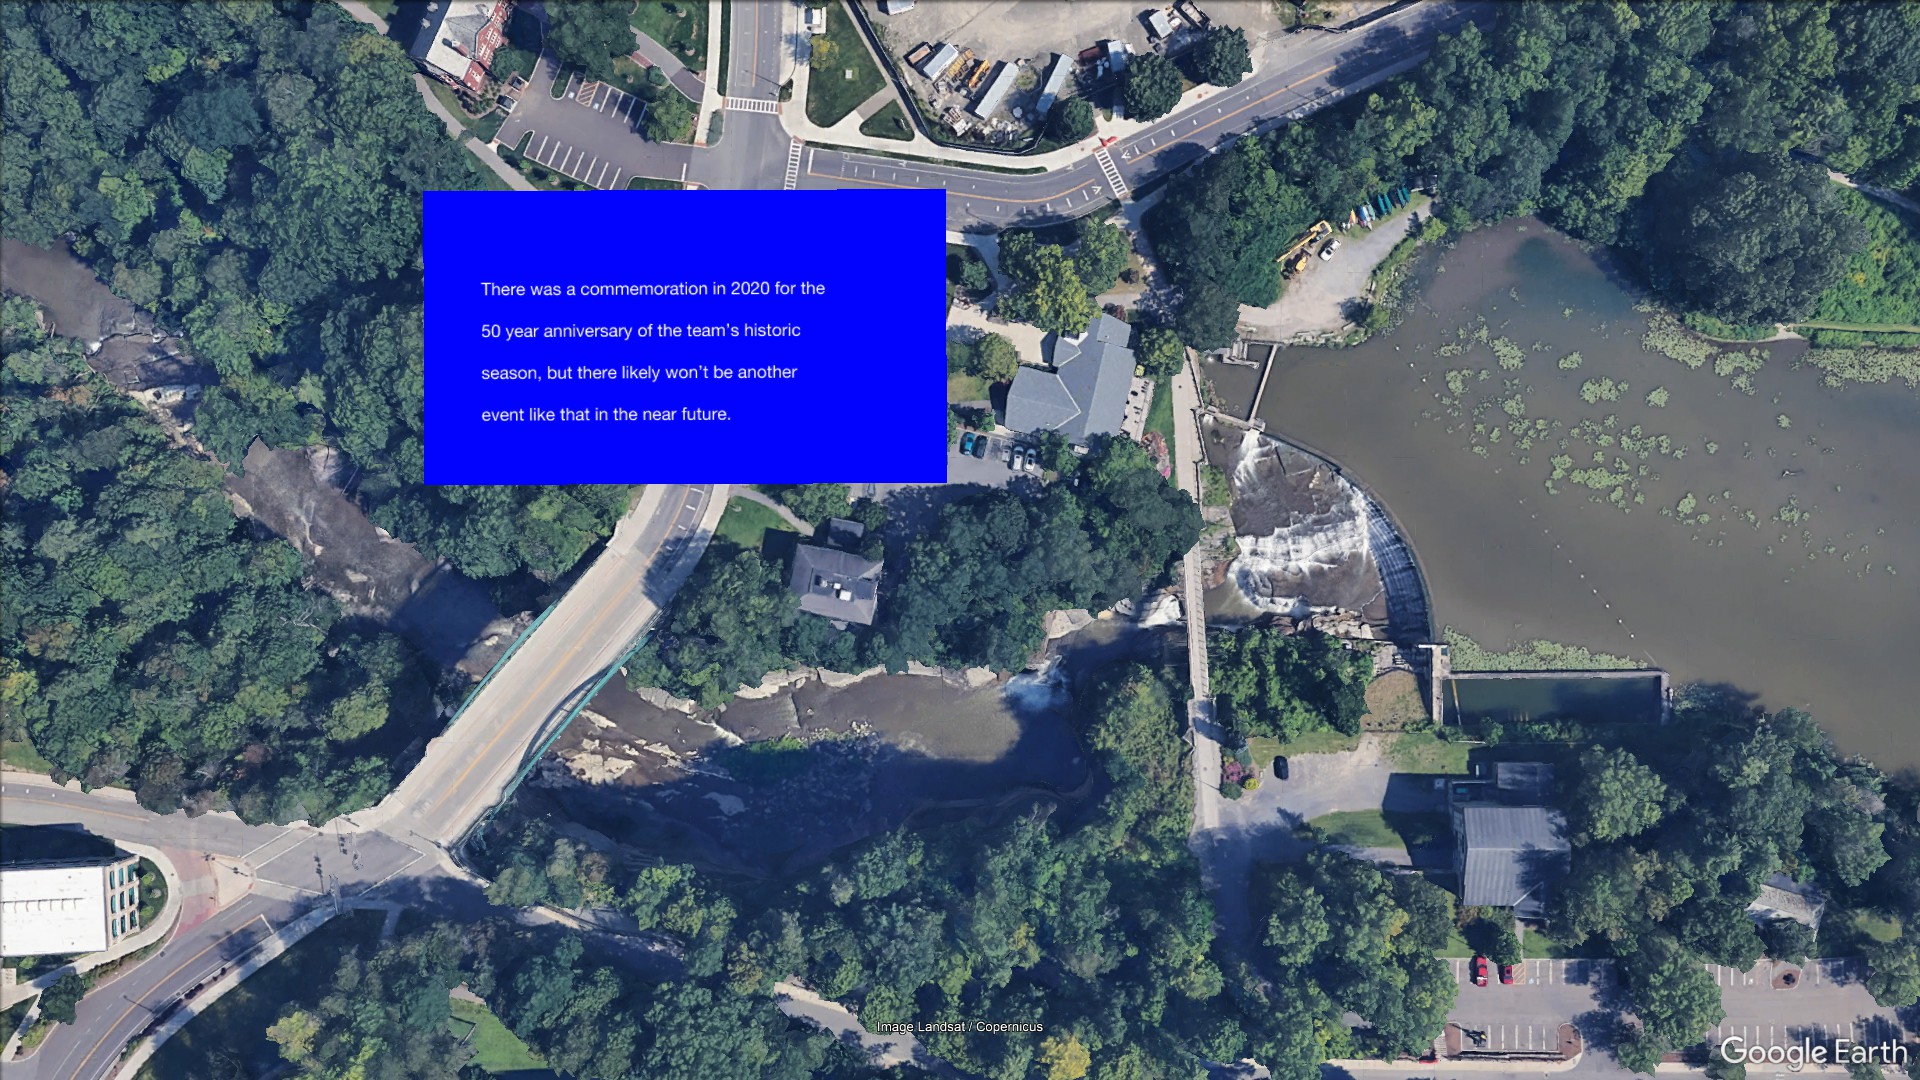 There was a commemoration in 2020 for the
50 year anniversary of the team's historic
season, but there likely won't be another
event like that in the near future.
Image Landsat / Copernicus
Google Earth